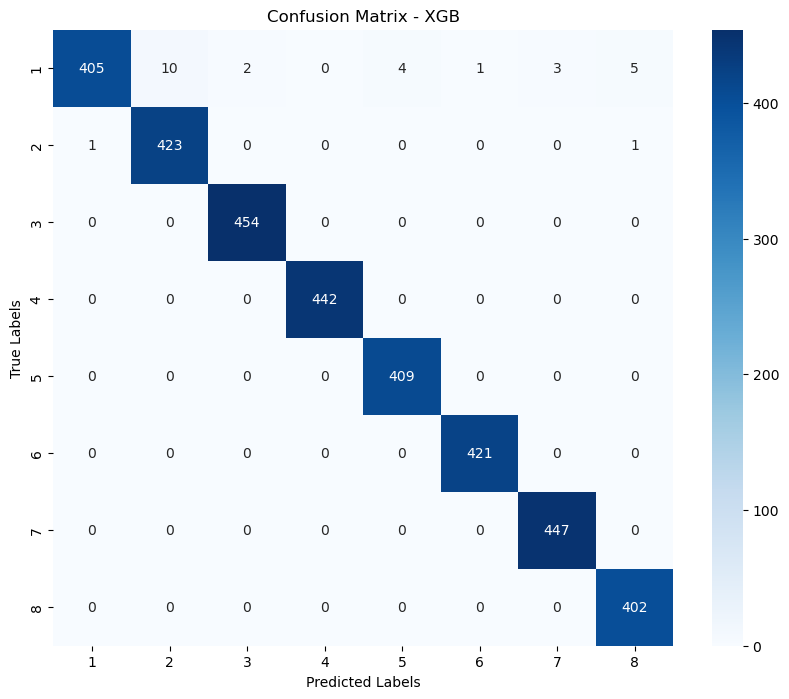 Confusion Matrix - XGB
True Labels
1 405 10 2 0 4 1 3 5
2 1 423 0 0 0 0 0 1
3 0 0 454 0 0 0 0 0
4 0 0 0 442 0 0 0 0
5 0 0 0 0 409 0 0 0
6 0 0 0 0 0 421 0 0
7 0 0 0 0 0 0 447 0
8 0 0 0 0 0 0 0 402
1 2 3 4 5 6 7 8
Predicted Labels
400
300
200
100
0